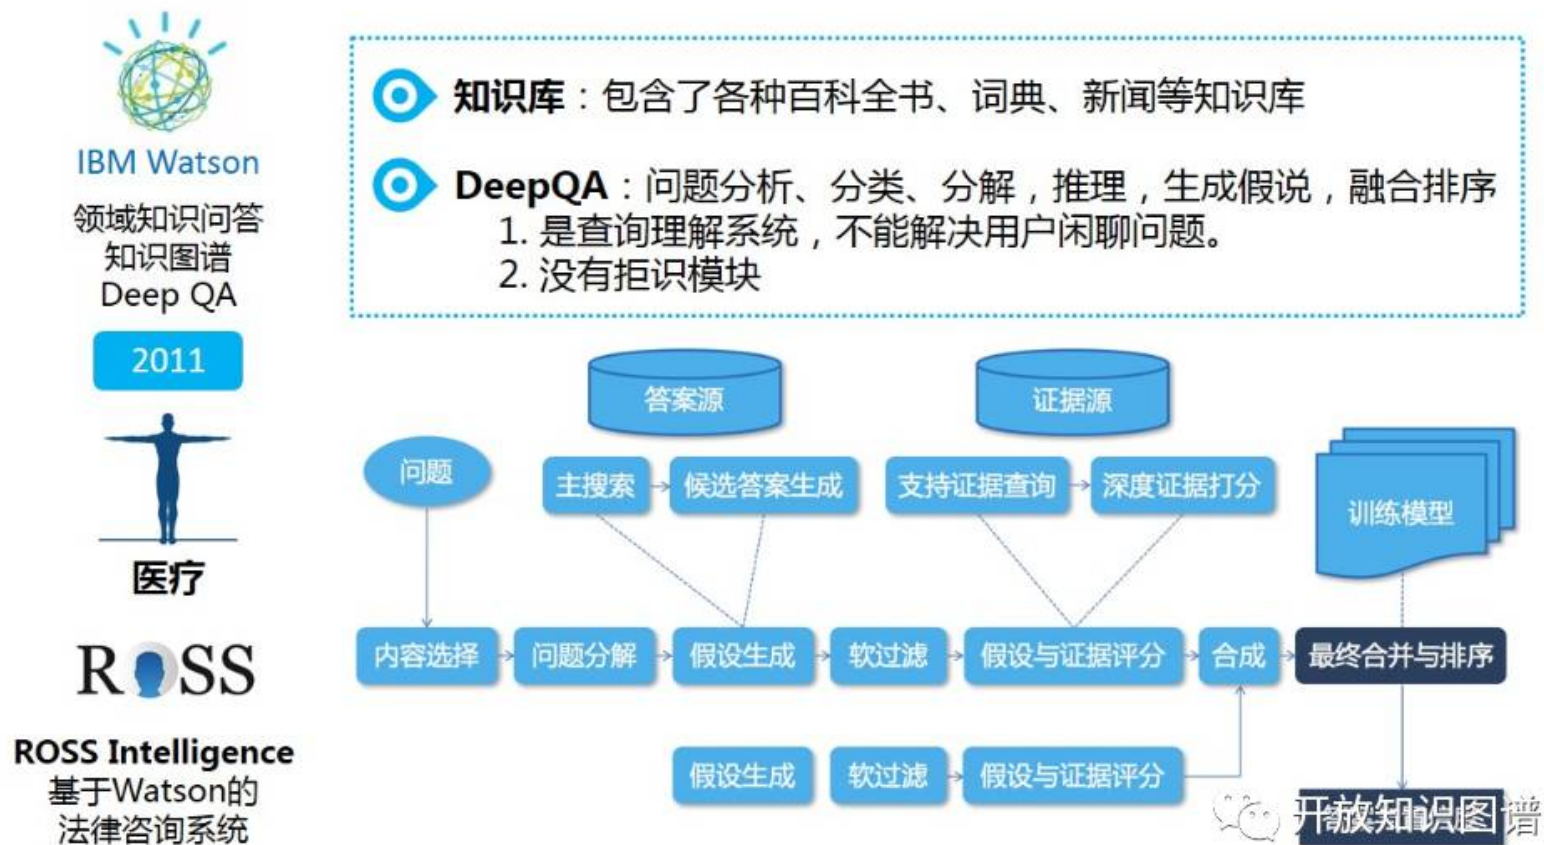 IBM Watson
领域知识问答
知识图谱
Deep QA
2011
医疗
ROSS
ROSS Intelligence
基于Watson的
法律咨询系统
知识库：包含了各种百科全书、词典、新闻等知识库
DeepQA：问题分析、分类、分解，推理，生成假说，融合排序
1. 是查询理解系统，不能解决用户闲聊问题。
2. 没有拒识模块
答案源
证据源
问题
主搜索
候选答案生成
支持证据查询
深度证据打分
训练模型
内容选择
问题分解
假设生成
软过滤
假设与证据评分
合成
最终合并与排序
假设生成
软过滤
假设与证据评分
开放知识图谱